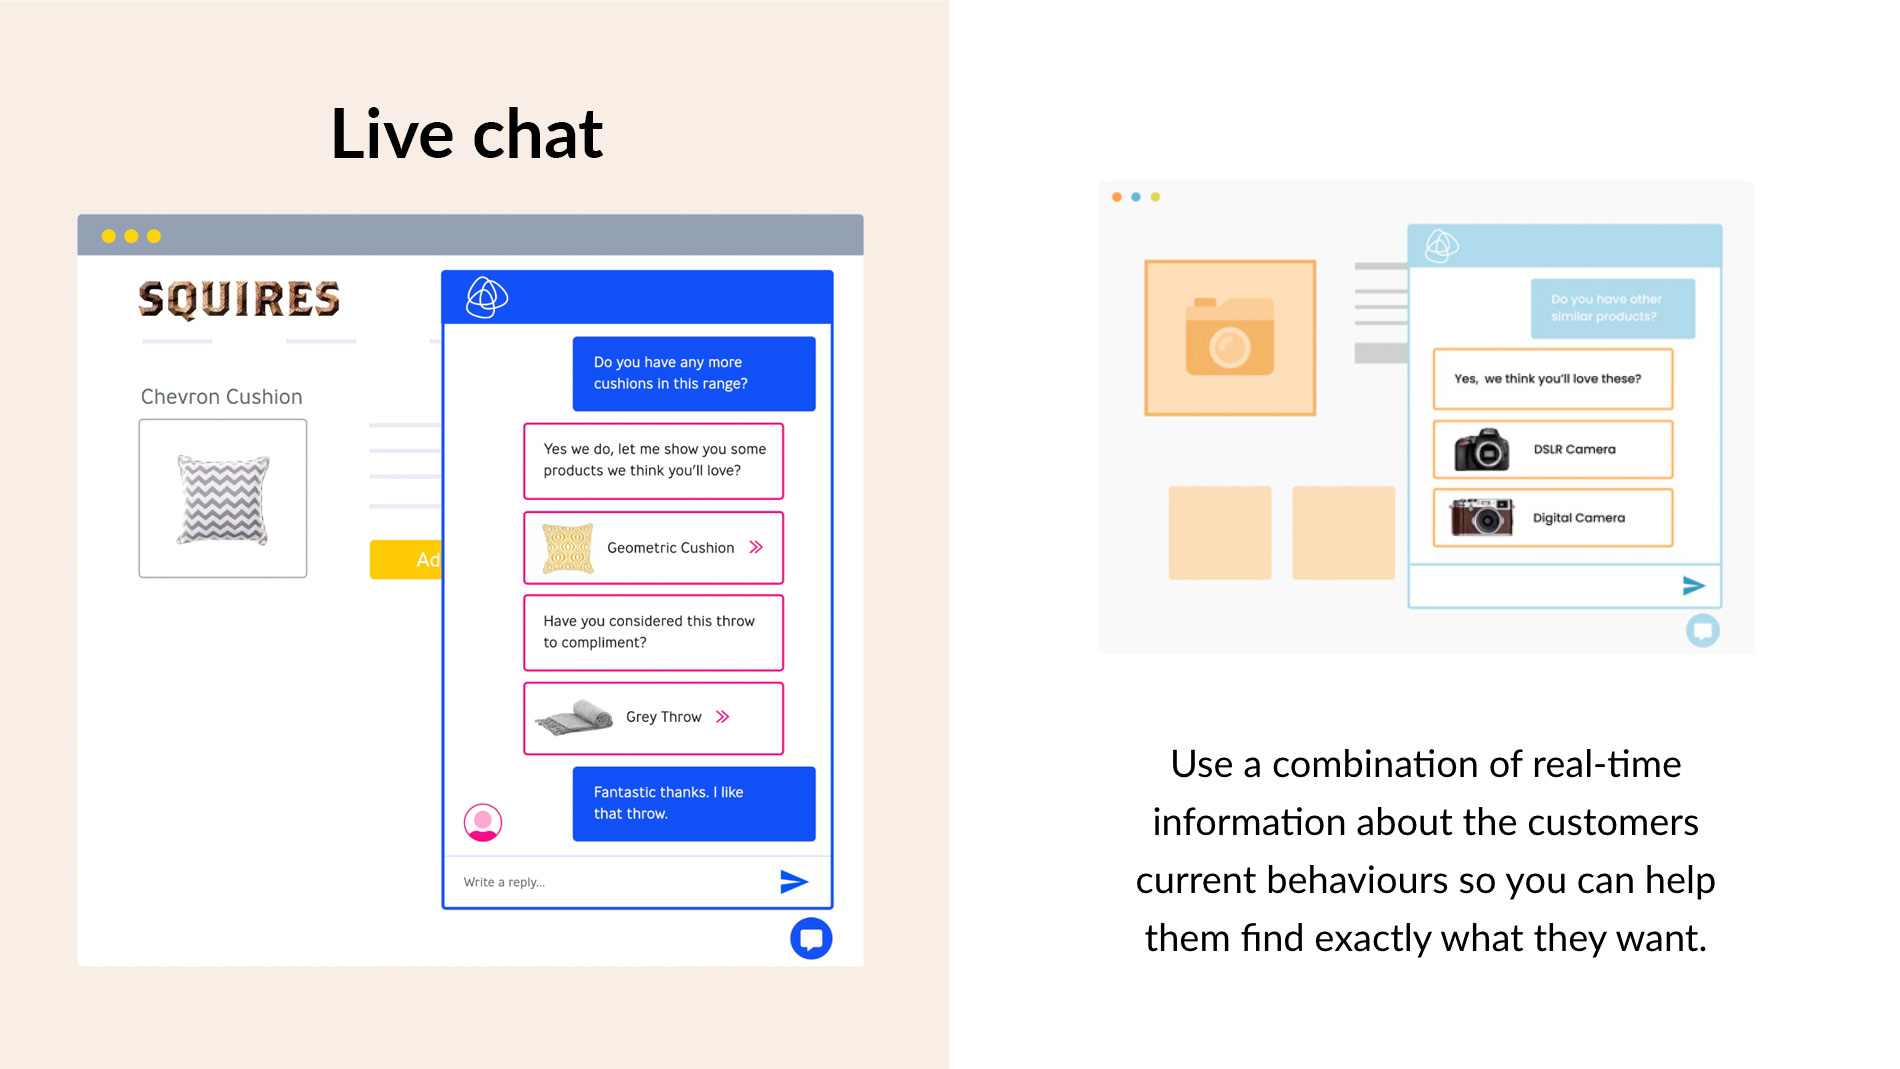 Live chat
SQUIRES
Chevron Cushion
Ad
Do you have any more
cushions in this range?
Yes we do, let me show you some
products we think you'll love?
Geometric Cushion
Have you considered this throw
to compliment?
Grey Throw
Fantastic thanks. I like
that throw.
Write a reply...
Do you have other
similar products?
Yes, we think you'll love these?
DSLR Camera
Digital Camera
Use a combination of real-time
information about the customers
current behaviours so you can help
them find exactly what they want.